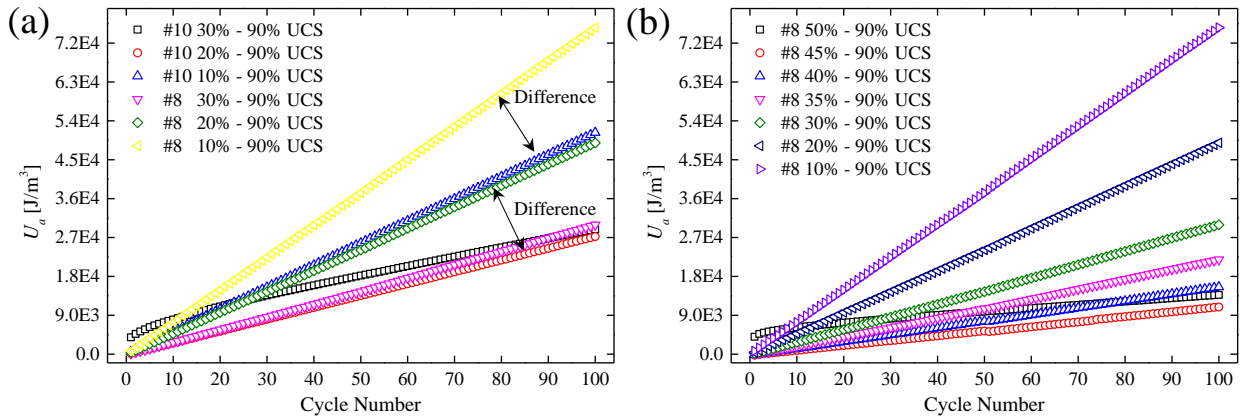 (a)
#10 30% - 90% UCS
#10 20% - 90% UCS
#10 10% - 90% UCS
#8 30% - 90% UCS
#8 20% - 90% UCS
#8 10% - 90% UCS
Difference
Difference
7.2E4
6.3E4
5.4E4
4.5E4
3.6E4
2.7E4
1.8E4
9.0E3
0.0
U_a [J/m³]
0 10 20 30 40 50 60 70 80 90 100
Cycle Number
(b)
#8 50% - 90% UCS
#8 45% - 90% UCS
#8 40% - 90% UCS
#8 35% - 90% UCS
#8 30% - 90% UCS
#8 20% - 90% UCS
#8 10% - 90% UCS
7.2E4
6.3E4
5.4E4
4.5E4
3.6E4
2.7E4
1.8E4
9.0E3
0.0
U_a [J/m³]
0 10 20 30 40 50 60 70 80 90 100
Cycle Number